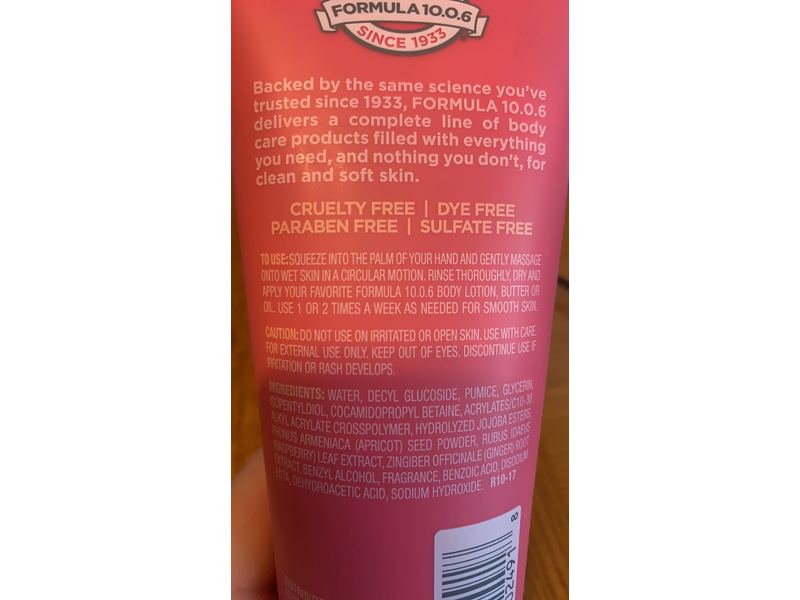 FORMULA 10.0.6
SINCE 1933
Backed by the same science you've
trusted since 1933, FORMULA 10.0.6
delivers a complete line of body
care products filled with everything
you need, and nothing you don't, for
clean and soft skin.
CRUELTY FREE | DYE FREE
PARABEN FREE | SULFATE FREE
TO USE: SQUEEZE INTO THE PALM OF YOUR HAND AND GENTLY MASSAGE
ONTO WET SKIN IN A CIRCULAR MOTION. RINSE THOROUGHLY, DRY AND
APPLY YOUR FAVORITE FORMULA 10.0.6 BODY LOTION, BUTTER OR
OIL. USE 1 OR 2 TIMES A WEEK AS NEEDED FOR SMOOTH SKIN.
CAUTION: DO NOT USE ON IRRITATED OR OPEN SKIN. USE WITH CARE.
FOR EXTERNAL USE ONLY. KEEP OUT OF EYES. DISCONTINUE USE IF
IRRITATION OR RASH DEVELOPS.
INGREDIENTS: WATER, DECYL GLUCOSIDE, PUMICE, GLYCERIN,
ISOPENTYLDIOL, COCAMIDOPROPYL BETAINE, ACRYLATES/C10-30
ALKYL ACRYLATE CROSSPOLYMER, HYDROLYZED JOJOBA ESTERS,
PRUNUS ARMENIACA (APRICOT) SEED POWDER, RUBUS IDAEUS
(RASPBERRY) LEAF EXTRACT, ZINGIBER OFFICINALE (GINGER) ROOT
EXTRACT, BENZYL ALCOHOL, FRAGRANCE, BENZOIC ACID, DISODIUM
EDTA, DEHYDROACETIC ACID, SODIUM HYDROXIDE. R10-17
8
02491